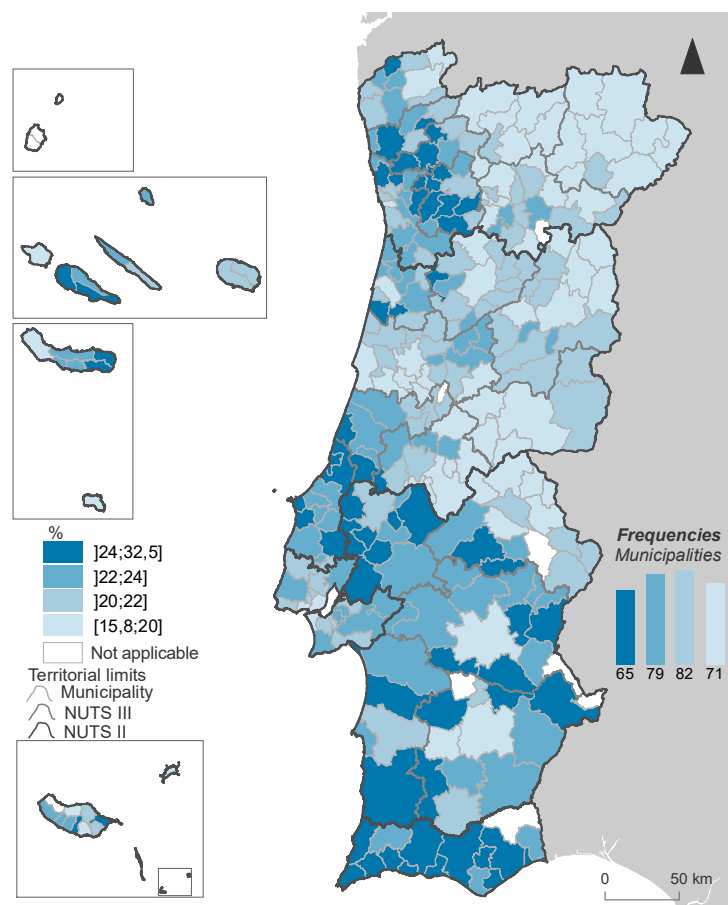 %
]24;32,5]
]22;24]
]20;22]
[15,8;20]
Not applicable
Territorial limits
Municipality
NUTS III
NUTS II
Frequencies
Municipalities
65 79 82 71
0 50 km